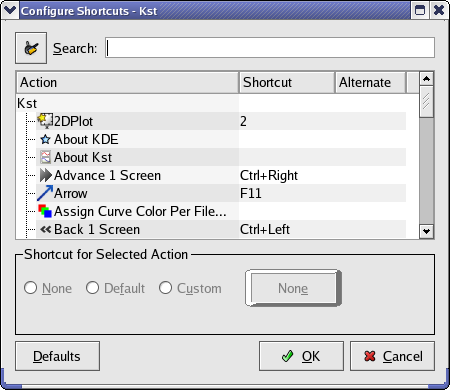 Configure Shortcuts - Kst
Search:
Action Shortcut Alternate
Kst
2DPlot 2
About KDE
About Kst
Advance 1 Screen Ctrl+Right
Arrow F11
Assign Curve Color Per File...
Back 1 Screen Ctrl+Left
Shortcut for Selected Action
None Default Custom None
Defaults OK Cancel